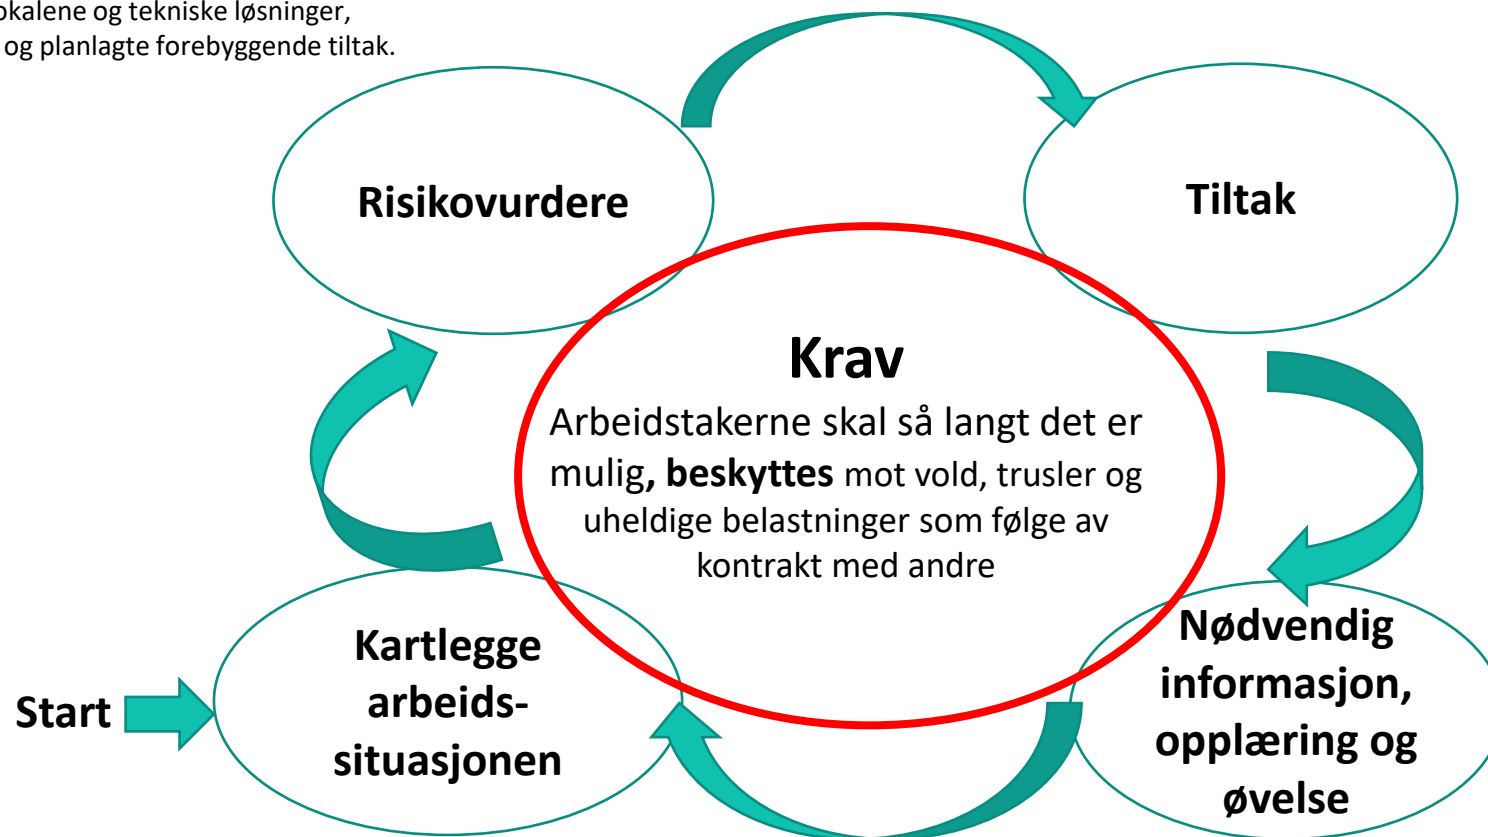 okalene og tekniske løsninger,
og planlagte forebyggende tiltak.
Risikovurdere
Tiltak
Krav
Arbeidstakerne skal så langt det er
mulig, beskyttes mot vold, trusler og
uheldige belastninger som følge av
kontrakt med andre
Nødvendig
informasjon,
opplæring og
øvelse
Start
Kartlegge
arbeids-
situasjonen